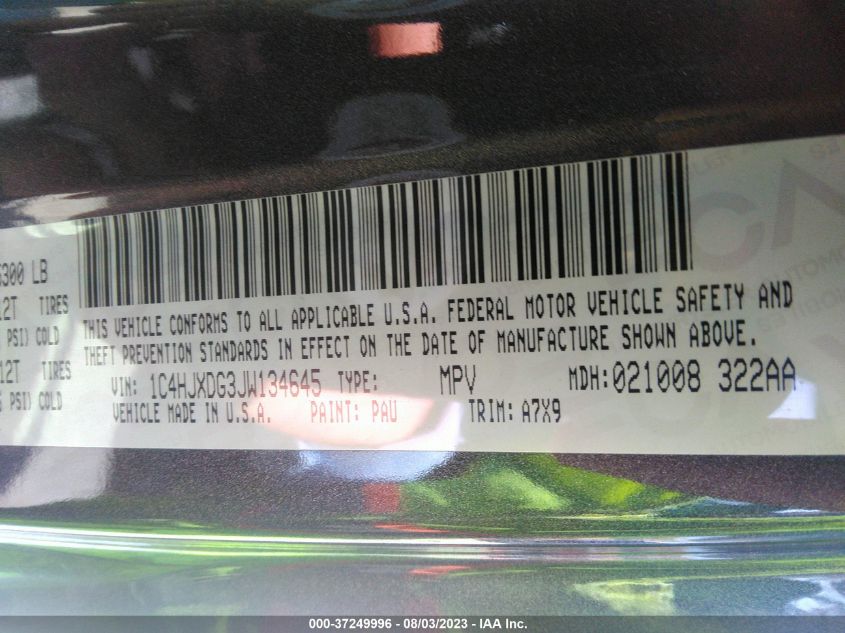 6300 LB
12T TIRES
PSI) COLD
12T TIRES
PSI) COLD
THIS VEHICLE CONFORMS TO ALL APPLICABLE U.S.A. FEDERAL MOTOR VEHICLE SAFETY AND
THEFT PREVENTION STANDARDS IN EFFECT ON THE DATE OF MANUFACTURE SHOWN ABOVE.
VIN: 1C4HJXDG3JW134645 TYPE: MPV MDH:021008 322AA
VEHICLE MADE IN U.S.A. PAINT: PAU TRIM: A7X9
000-37249996 - 08/03/2023 - IAA Inc.